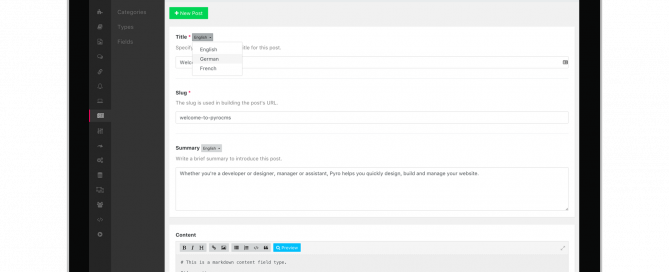 Categories
Types
Fields
+ New Post
Title * English
Specify
title for this post.
English
German
French
Slug *
The slug is used in building the post's URL.
welcome-to-pyrocms
Summary English
Write a brief summary to introduce this post.
Whether you're a developer or designer, manager or assistant, Pyro helps you quickly design, build and manage your website.
Content
B I H </> Preview
# This is a markdown content field type.